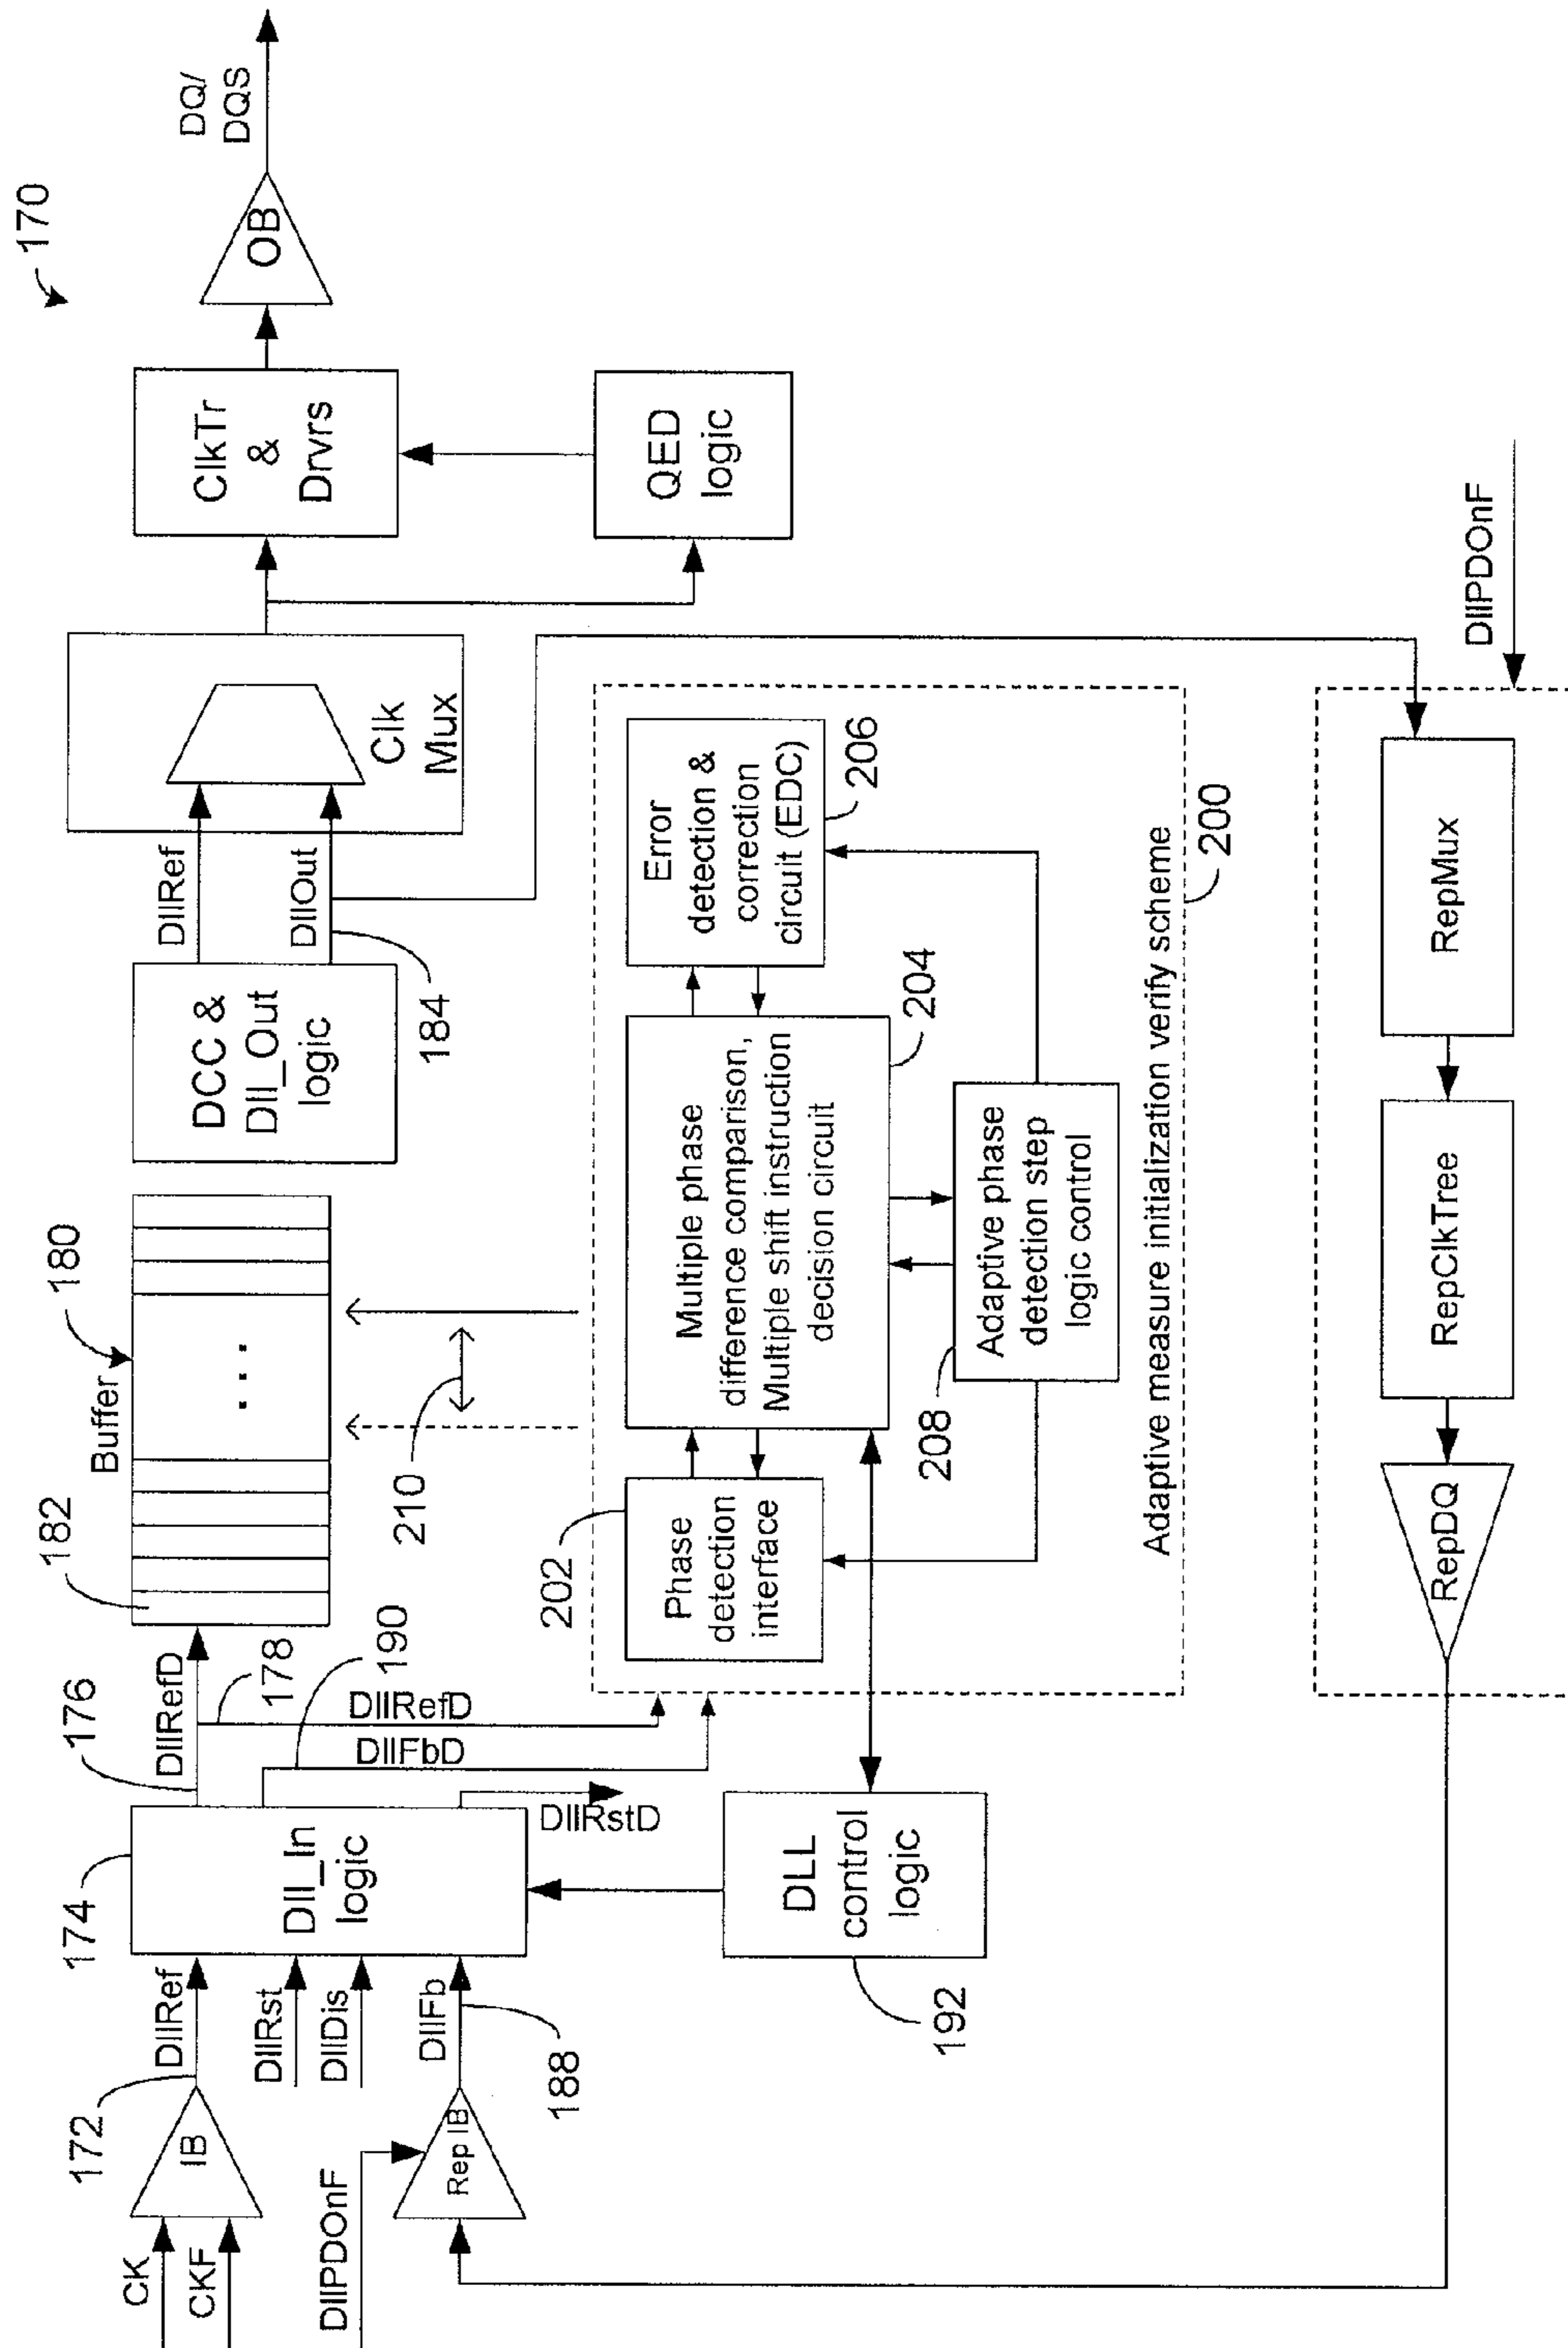 170
CK
CKF
IB
172
DllRef
174
Dll_In
logic
176
DllRefD
182
Buffer
180
...
DCC &
Dll_Out
logic
DllRef
DllOut
184
Clk
Mux
ClkTr
&
Drvrs
OB
DQ/
DQS
QED
logic
DllRst
DllDis
DllPDOnF
Rep IB
DllFb
188
178
190
DllRefD
DllFbD
DllRstD
210
DLL
control
logic
192
202
Phase
detection
interface
Multiple phase
difference comparison,
Multiple shift instruction
decision circuit
204
Error
detection &
correction
circuit (EDC)
206
208
Adaptive phase
detection step
logic control
Adaptive measure initialization verify scheme
200
RepDQ
RepClkTree
RepMux
DllPDOnF